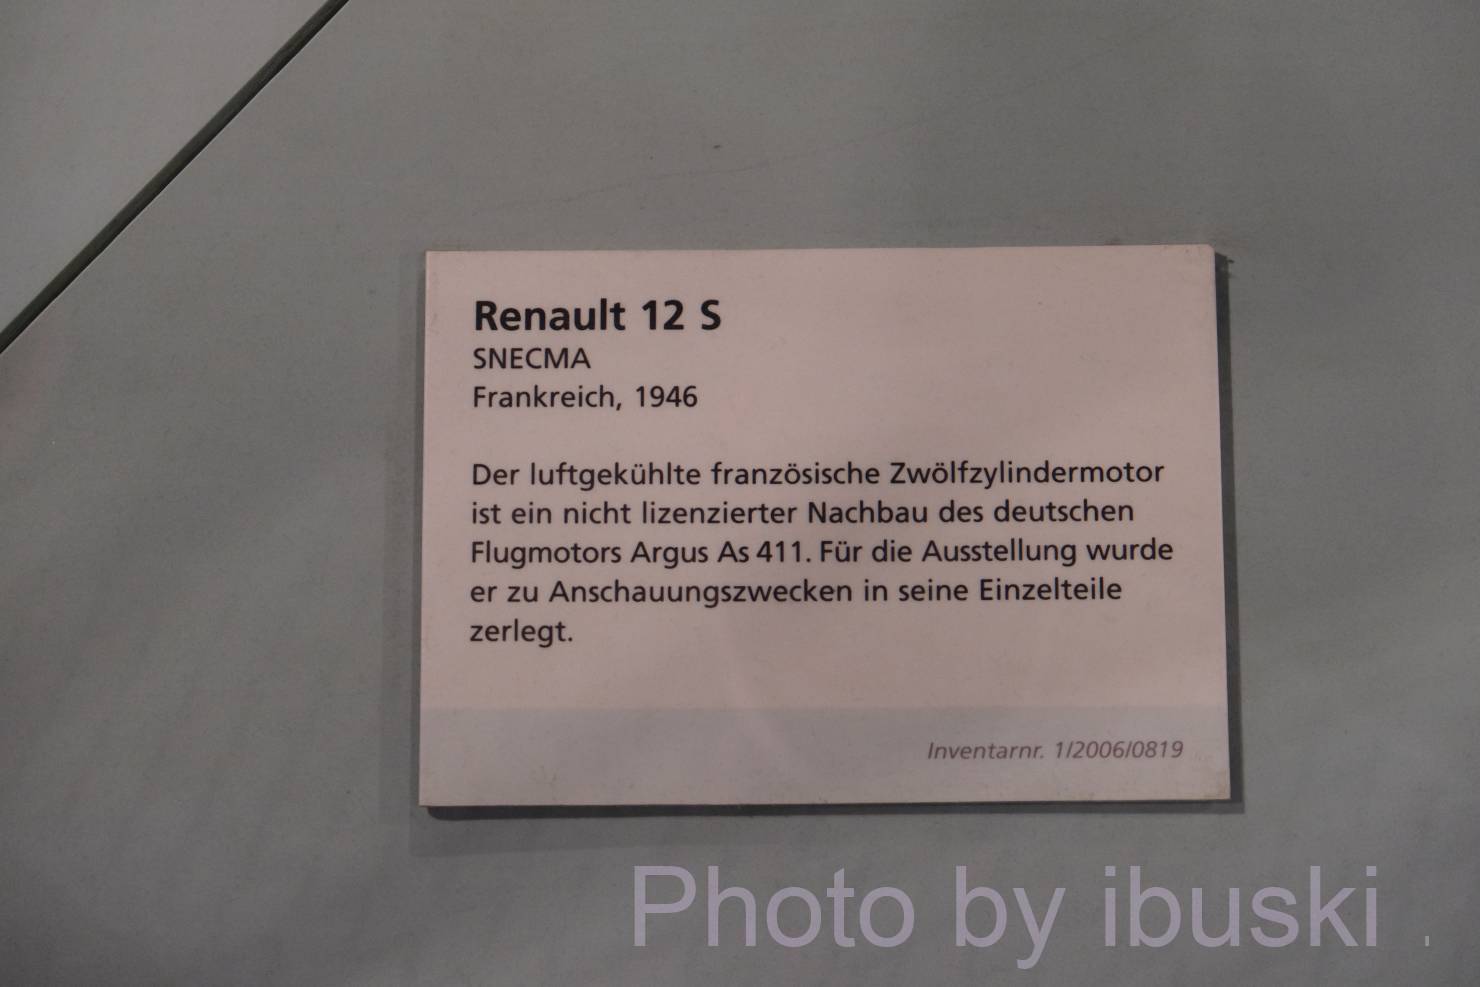 Renault 12 S
SNECMA
Frankreich, 1946
Der luftgekühlte französische Zwölfzylindermotor
ist ein nicht lizenzierter Nachbau des deutschen
Flugmotors Argus As 411. Für die Ausstellung wurde
er zu Anschauungszwecken in seine Einzelteile
zerlegt.
Inventarnr. 1/2006/0819
Photo by ibuski